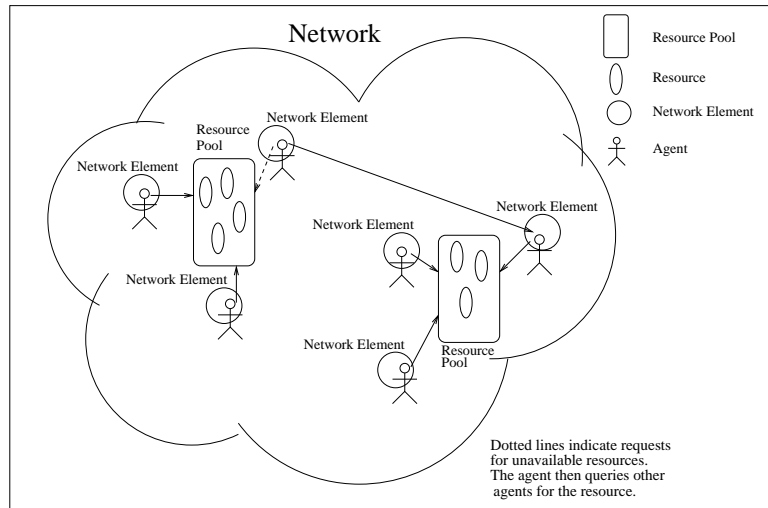 Network
Resource Pool
Resource
Network Element
Agent
Network Element
Resource
Pool
Network Element
Network Element
Network Element
Network Element
Network Element
Resource
Pool
Dotted lines indicate requests
for unavailable resources.
The agent then queries other
agents for the resource.